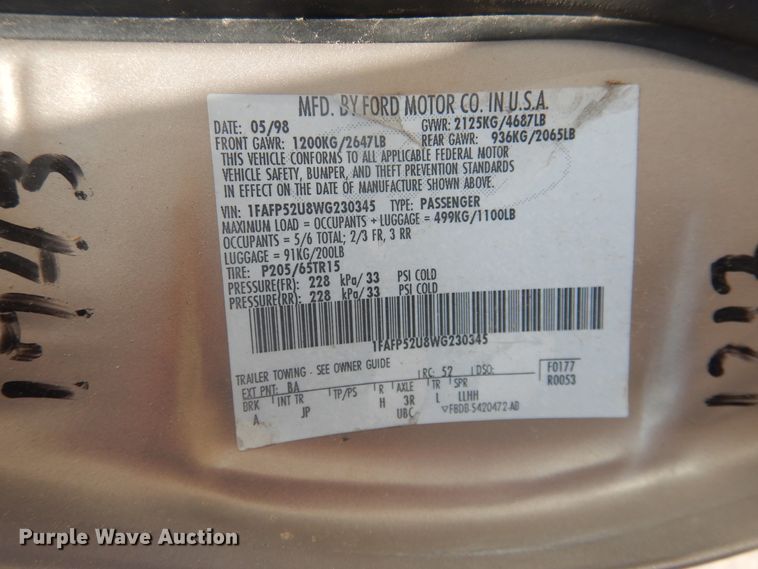 MFD. BY FORD MOTOR CO. IN U.S.A.
DATE: 05/98 GVWR: 2125KG/4687LB
FRONT GAWR: 1200KG/2647LB REAR GAWR: 936KG/2065LB
THIS VEHICLE CONFORMS TO ALL APPLICABLE FEDERAL MOTOR
VEHICLE SAFETY, BUMPER, AND THEFT PREVENTION STANDARDS
IN EFFECT ON THE DATE OF MANUFACTURE SHOWN ABOVE.
VIN: 1FAFP52U8WG230345 TYPE: PASSENGER
MAXIMUM LOAD = OCCUPANTS + LUGGAGE = 499KG/1100LB
OCCUPANTS = 5/6 TOTAL; 2/3 FR, 3 RR
LUGGAGE = 91KG/200LB
TIRE: P205/65TR15
PRESSURE(FR): 228 kPa/ 33 PSI COLD
PRESSURE(RR): 228 kPa/ 33 PSI COLD
1FAFP52U8WG230345
TRAILER TOWING - SEE OWNER GUIDE
EXT PNT: BA RC: 52 DSO: F0177
BRK INT TR TP/PS R AXLE TR SPR R0053
A JP H 3R L LLHH
UBC ▽F8DB-5420472-AB
1212
Purple Wave Auction